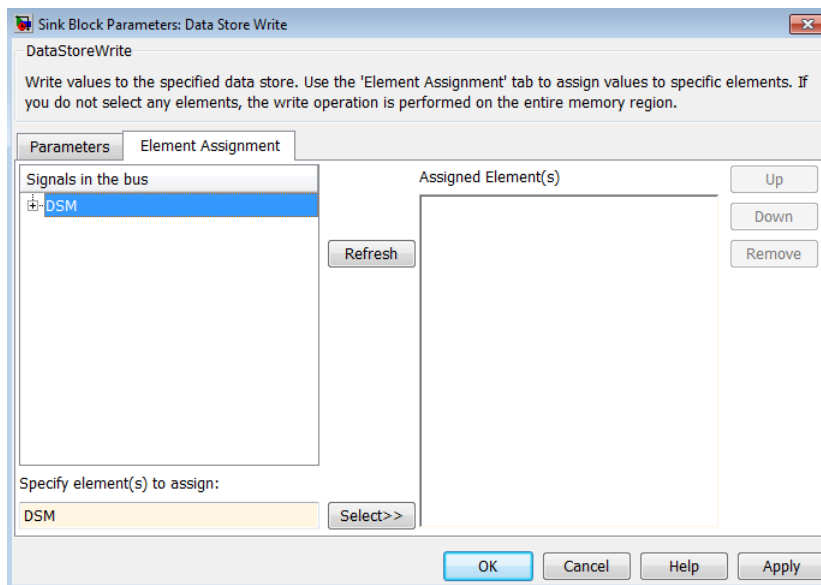 Sink Block Parameters: Data Store Write
DataStoreWrite
Write values to the specified data store. Use the 'Element Assignment' tab to assign values to specific elements. If
you do not select any elements, the write operation is performed on the entire memory region.
Parameters
Element Assignment
Signals in the bus
DSM
Refresh
Assigned Element(s)
Up
Down
Remove
Specify element(s) to assign:
DSM
Select>>
OK
Cancel
Help
Apply